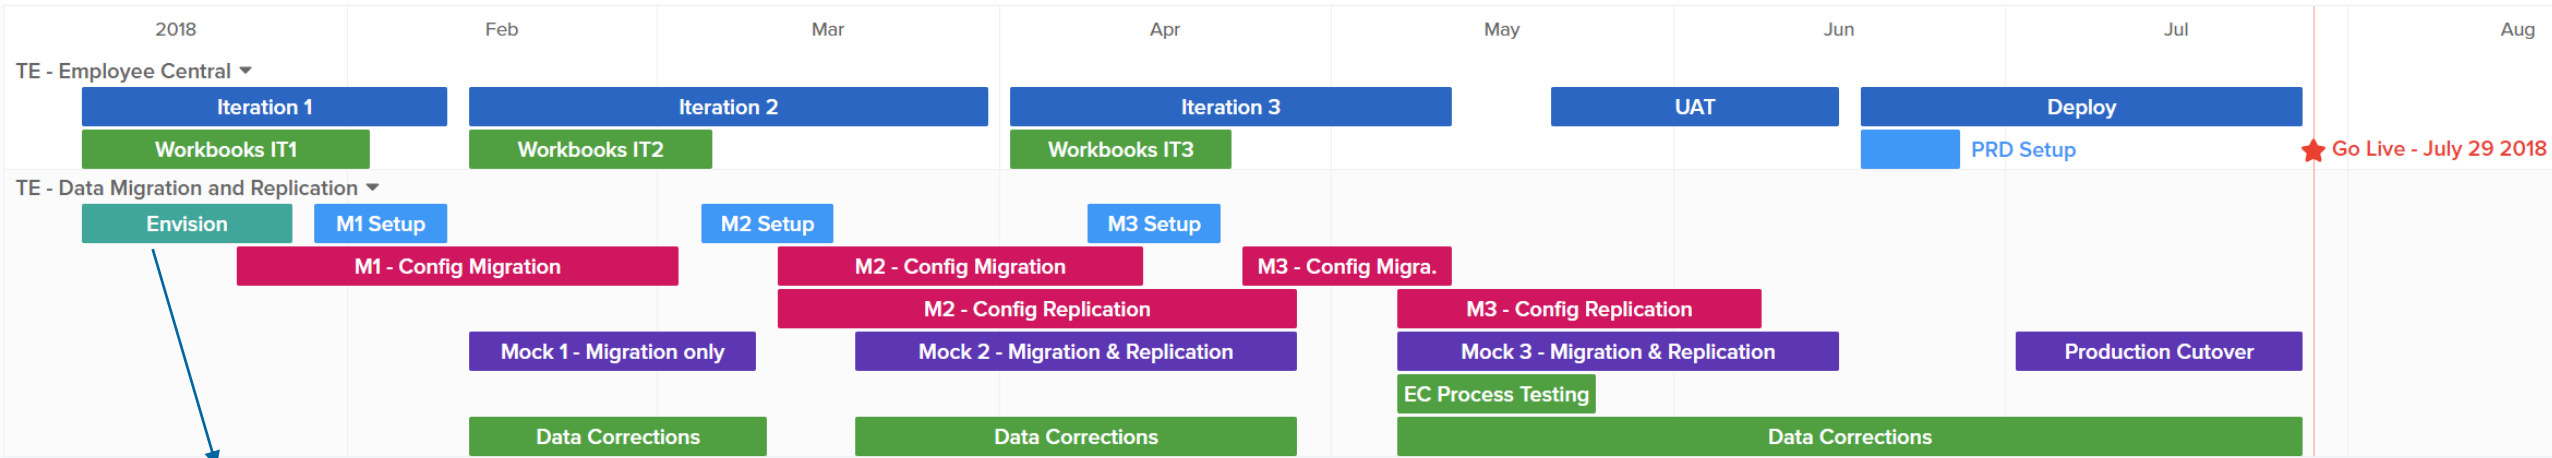 2018 Feb Mar Apr May Jun Jul Aug
TE - Employee Central
Iteration 1 Iteration 2 Iteration 3 UAT Deploy
Workbooks IT1 Workbooks IT2 Workbooks IT3 PRD Setup Go Live - July 29 2018
TE - Data Migration and Replication
Envision M1 Setup M2 Setup M3 Setup
M1 - Config Migration M2 - Config Migration M3 - Config Migra.
M2 - Config Replication M3 - Config Replication
Mock 1 - Migration only Mock 2 - Migration & Replication Mock 3 - Migration & Replication Production Cutover
EC Process Testing
Data Corrections Data Corrections Data Corrections